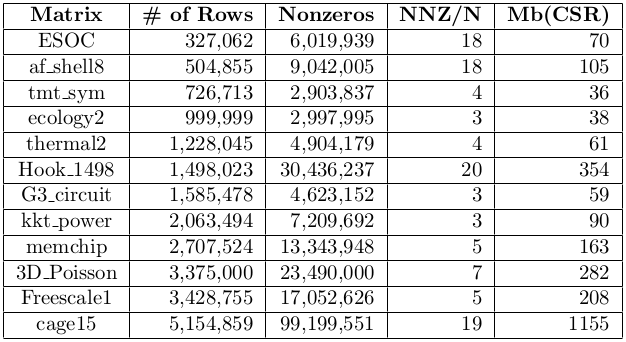 Matrix # of Rows Nonzeros NNZ/N Mb(CSR)
ESOC 327,062 6,019,939 18 70
af_shell8 504,855 9,042,005 18 105
tmt_sym 726,713 2,903,837 4 36
ecology2 999,999 2,997,995 3 38
thermal2 1,228,045 4,904,179 4 61
Hook_1498 1,498,023 30,436,237 20 354
G3_circuit 1,585,478 4,623,152 3 59
kkt_power 2,063,494 7,209,692 3 90
memchip 2,707,524 13,343,948 5 163
3D_Poisson 3,375,000 23,490,000 7 282
Freescale1 3,428,755 17,052,626 5 208
cage15 5,154,859 99,199,551 19 1155